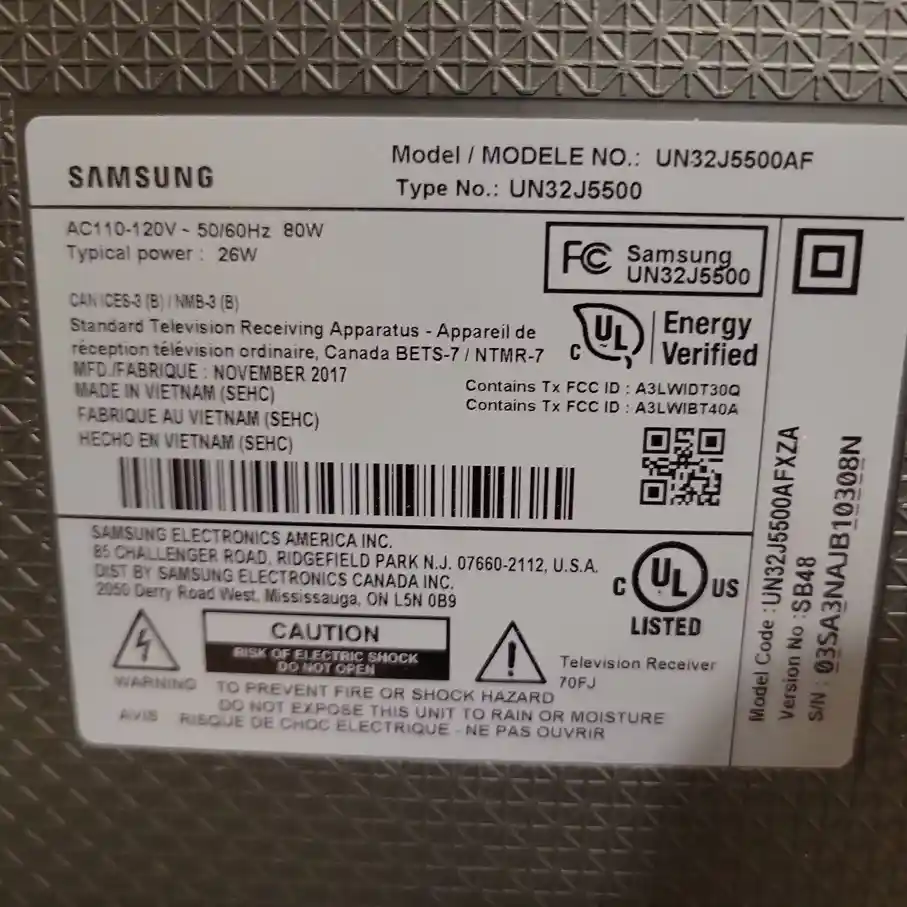 SAMSUNG
Model / MODELE NO.: UN32J5500AF
Type No.: UN32J5500
AC110-120V ~ 50/60Hz 80W
Typical power : 26W
FC Samsung
UN32J5500
CAN ICES-3 (B) / NMB-3 (B)
Standard Television Receiving Apparatus - Appareil de
réception télévision ordinaire, Canada BETS-7 / NTMR-7
MFD./FABRIQUE : NOVEMBER 2017
MADE IN VIETNAM (SEHC)
FABRIQUE AU VIETNAM (SEHC)
HECHO EN VIETNAM (SEHC)
C UL Energy
Verified
Contains Tx FCC ID : A3LWIDT30Q
Contains Tx FCC ID : A3LWIBT40A
SAMSUNG ELECTRONICS AMERICA INC.
85 CHALLENGER ROAD, RIDGEFIELD PARK N.J. 07660-2112, U.S.A.
DIST BY SAMSUNG ELECTRONICS CANADA INC.
2050 Derry Road West, Mississauga, ON L5N 0B9
C UL US
LISTED
CAUTION
RISK OF ELECTRIC SHOCK
DO NOT OPEN
!
Television Receiver
70FJ
WARNING TO PREVENT FIRE OR SHOCK HAZARD
DO NOT EXPOSE THIS UNIT TO RAIN OR MOISTURE
AVIS RISQUE DE CHOC ELECTRIQUE - NE PAS OUVRIR
Model Code : UN32J5500AFXZA
Version No : SB48
S/N : 03SA3NAJB10308N